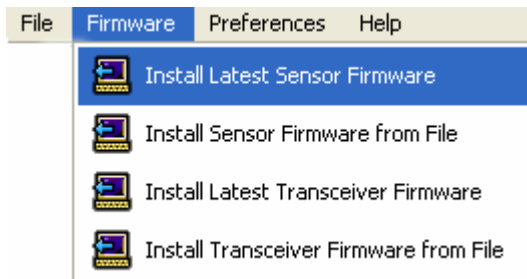 File Firmware Preferences Help
Install Latest Sensor Firmware
Install Sensor Firmware from File
Install Latest Transceiver Firmware
Install Transceiver Firmware from File